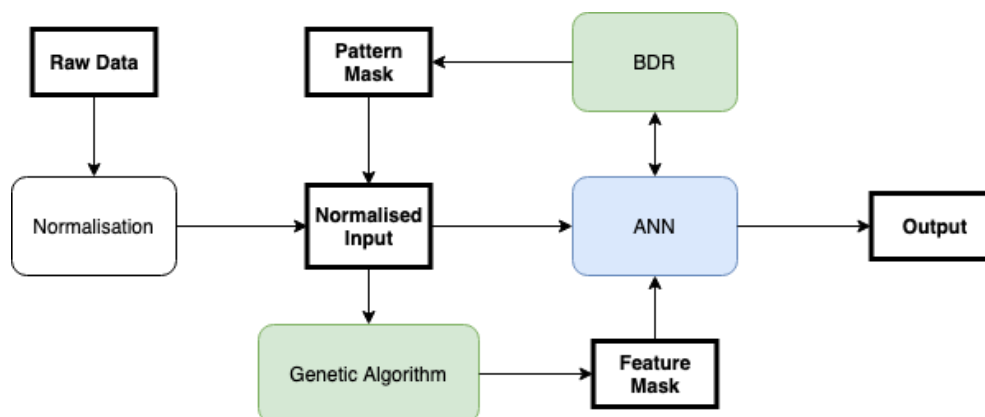 Raw Data
Pattern
Mask
BDR
Normalisation
Normalised
Input
ANN
Output
Genetic Algorithm
Feature
Mask